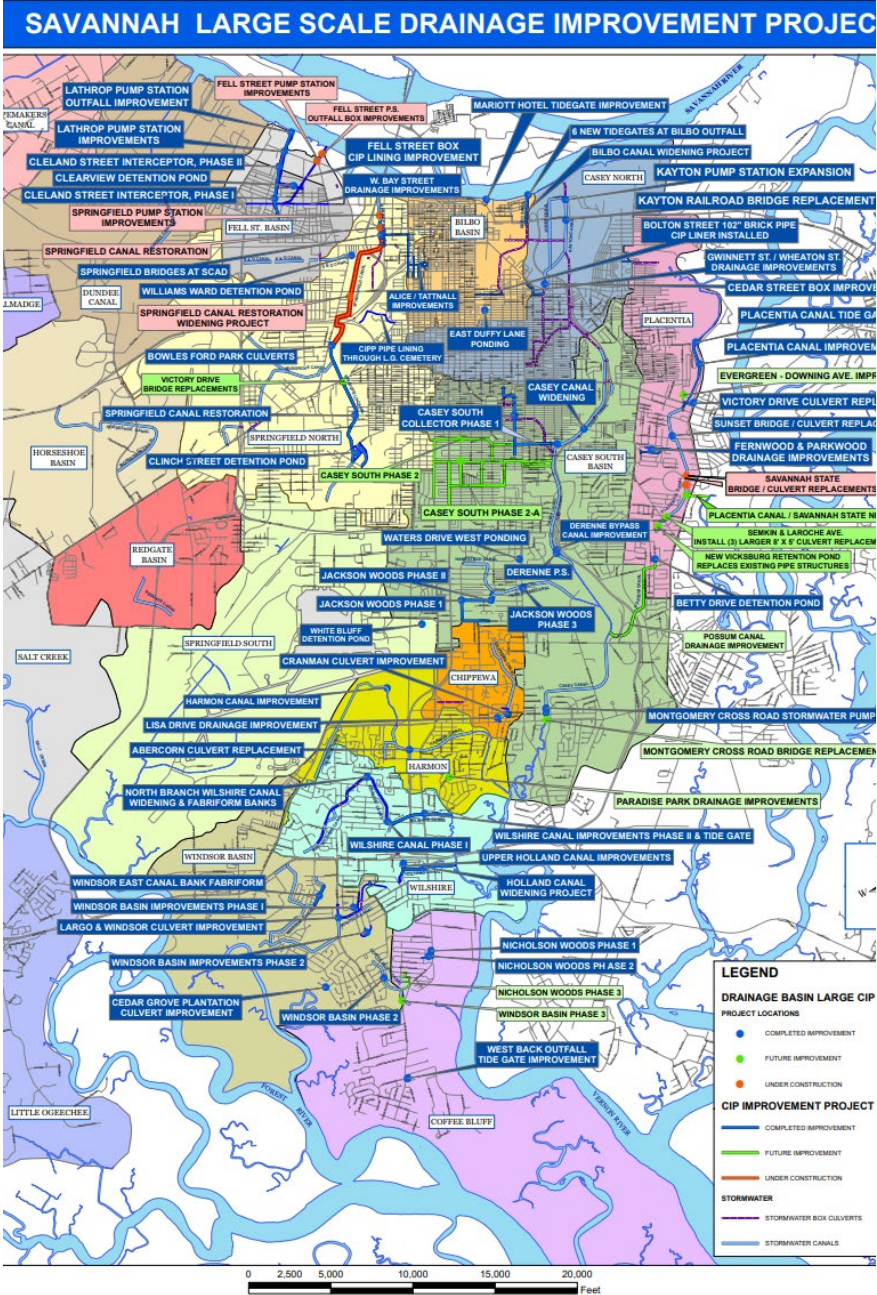 SAVANNAH LARGE SCALE DRAINAGE IMPROVEMENT PROJEC
LATHROP PUMP STATION
OUTFALL IMPROVEMENT
FELL STREET PUMP STATION
IMPROVEMENTS
FELL STREET P.S.
OUTFALL BOX IMPROVEMENTS
MARIOTT HOTEL TIDEGATE IMPROVEMENT
SAVANNAH RIVER
PEMAKERS
CANAL
LATHROP PUMP STATION
IMPROVEMENTS
6 NEW TIDEGATES AT BILBO OUTFALL
FELL STREET BOX
CIP LINING IMPROVEMENT
BILBO CANAL WIDENING PROJECT
CLELAND STREET INTERCEPTOR, PHASE II
CLEARVIEW DETENTION POND
CLELAND STREET INTERCEPTOR, PHASE I
W. BAY STREET
DRAINAGE IMPROVEMENTS
CASEY NORTH
KAYTON PUMP STATION EXPANSION
KAYTON RAILROAD BRIDGE REPLACEMENT
SPRINGFIELD PUMP STATION
IMPROVEMENTS
FELL ST. BASIN
BILBO
BASIN
BOLTON STREET 102" BRICK PIPE
CIP LINER INSTALLED
SPRINGFIELD CANAL RESTORATION
GWINNETT ST. / WHEATON ST.
DRAINAGE IMPROVEMENTS
SPRINGFIELD BRIDGES AT SCAD
CEDAR STREET BOX IMPROVE
WILLIAMS WARD DETENTION POND
DUNDEE
CANAL
ALICE / TATTNALL
IMPROVEMENTS
LMADGE
SPRINGFIELD CANAL RESTORATION
WIDENING PROJECT
PLACENTIA CANAL TIDE GA
PLACENTIA
EAST DUFFY LANE
PONDING
BOWLES FORD PARK CULVERTS
CIPP PIPE LINING
THROUGH L.G. CEMETERY
PLACENTIA CANAL IMPROVEM
EVERGREEN - DOWNING AVE. IMPR
VICTORY DRIVE
BRIDGE REPLACEMENTS
CASEY CANAL
WIDENING
VICTORY DRIVE CULVERT REPL
SPRINGFIELD CANAL RESTORATION
CASEY SOUTH
COLLECTOR PHASE 1
SUNSET BRIDGE / CULVERT REPLAC
SPRINGFIELD NORTH
FERNWOOD & PARKWOOD
DRAINAGE IMPROVEMENTS
HORSESHOE
BASIN
CLINCH STREET DETENTION POND
CASEY SOUTH
BASIN
CASEY SOUTH PHASE 2
SAVANNAH STATE
BRIDGE / CULVERT REPLACEMENTS
CASEY SOUTH PHASE 2-A
PLACENTIA CANAL / SAVANNAH STATE NE
DERENNE BYPASS
CANAL IMPROVEMENT
SEMKIN & LAROCHE AVE.
INSTALL (3) LARGER 8' X 5' CULVERT REPLACEM
REDGATE
BASIN
WATERS DRIVE WEST PONDING
NEW VICKSBURG RETENTION POND
REPLACES EXISTING PIPE STRUCTURES
DERENNE P.S.
JACKSON WOODS PHASE II
JACKSON WOODS PHASE 1
BETTY DRIVE DETENTION POND
JACKSON WOODS
PHASE 3
WHITE BLUFF
DETENTION POND
SPRINGFIELD SOUTH
POSSUM CANAL
DRAINAGE IMPROVEMENT
SALT CREEK
CRANMAN CULVERT IMPROVEMENT
CHIPPEWA
CASEY CANAL
HARMON CANAL IMPROVEMENT
LISA DRIVE DRAINAGE IMPROVEMENT
MONTGOMERY CROSS ROAD STORMWATER PUMP
ABERCORN CULVERT REPLACEMENT
MONTGOMERY CROSS ROAD BRIDGE REPLACEMEN
HARMON
NORTH BRANCH WILSHIRE CANAL
WIDENING & FABRIFORM BANKS
PARADISE PARK DRAINAGE IMPROVEMENTS
WILSHIRE CANAL IMPROVEMENTS PHASE II & TIDE GATE
WILSHIRE CANAL PHASE I
WINDSOR BASIN
UPPER HOLLAND CANAL IMPROVEMENTS
WINDSOR EAST CANAL BANK FABRIFORM
WILSHIRE
HOLLAND CANAL
WIDENING PROJECT
W
WINDSOR BASIN IMPROVEMENTS PHASE I
LARGO & WINDSOR CULVERT IMPROVEMENT
NICHOLSON WOODS PHASE 1
WINDSOR BASIN IMPROVEMENTS PHASE 2
NICHOLSON WOODS PH ASE 2
NICHOLSON WOODS PHASE 3
CEDAR GROVE PLANTATION
CULVERT IMPROVEMENT
WINDSOR BASIN PHASE 2
WINDSOR BASIN PHASE 3
WEST BACK OUTFALL
TIDE GATE IMPROVEMENT
FOREST
RIVER
VERNON RIVER
LITTLE OGEECHEE
COFFEE BLUFF
LEGEND
DRAINAGE BASIN LARGE CIP
PROJECT LOCATIONS
COMPLETED IMPROVEMENT
FUTURE IMPROVEMENT
UNDER CONSTRUCTION
CIP IMPROVEMENT PROJECT
COMPLETED IMPROVEMENT
FUTURE IMPROVEMENT
UNDER CONSTRUCTION
STORMWATER
STORMWATER BOX CULVERTS
STORMWATER CANALS
0 2,500 5,000 10,000 15,000 20,000
Feet